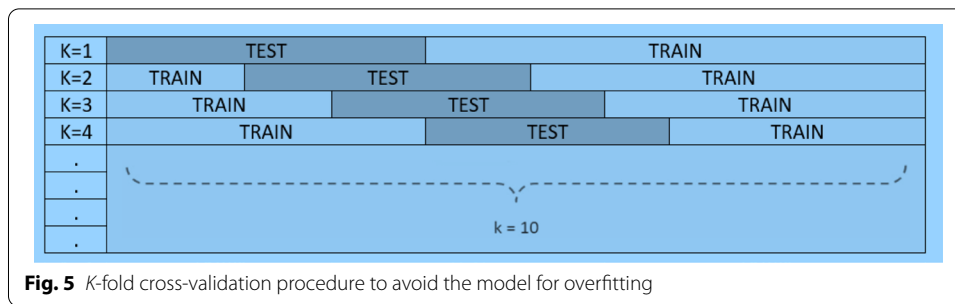 K=1 TEST TRAIN
K=2 TRAIN TEST TRAIN
K=3 TRAIN TEST TRAIN
K=4 TRAIN TEST TRAIN
.
.
.
.
k = 10
Fig. 5 K-fold cross-validation procedure to avoid the model for overfitting